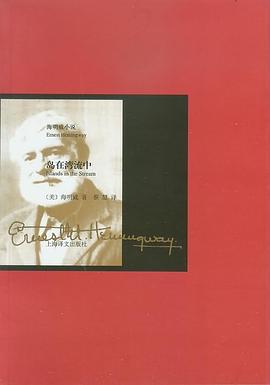 海明威小说
Ernest Hemingway
岛在湾流中
Islands in the Stream
〔美〕海明威 著 蔡慧 译
Ernest Hemingway.
上海译文出版社